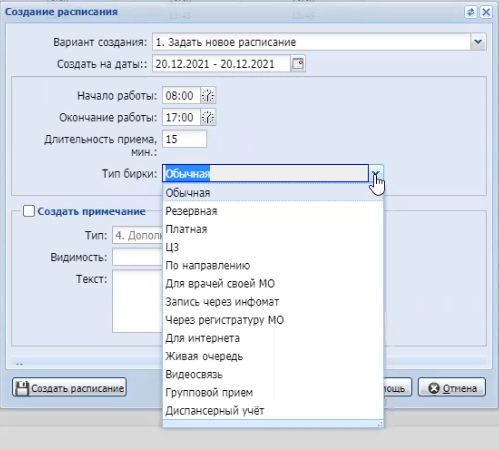 Создание расписания
Вариант создания: 1. Задать новое расписание
Создать на даты:: 20.12.2021 - 20.12.2021
Начало работы: 08:00
Окончание работы: 17:00
Длительность приема, 15
мин.:
Тип бирки: Обычная
Обычная
Резервная
Платная
ЦЗ
По направлению
Для врачей своей МО
Запись через инфомат
Через регистратуру МО
Для интернета
Живая очередь
Видеосвязь
Групповой прием
Диспансерный учёт
Создать примечание
Тип: 4. Дополн
Видимость:
Текст:
Создать расписание
мощь
Отмена